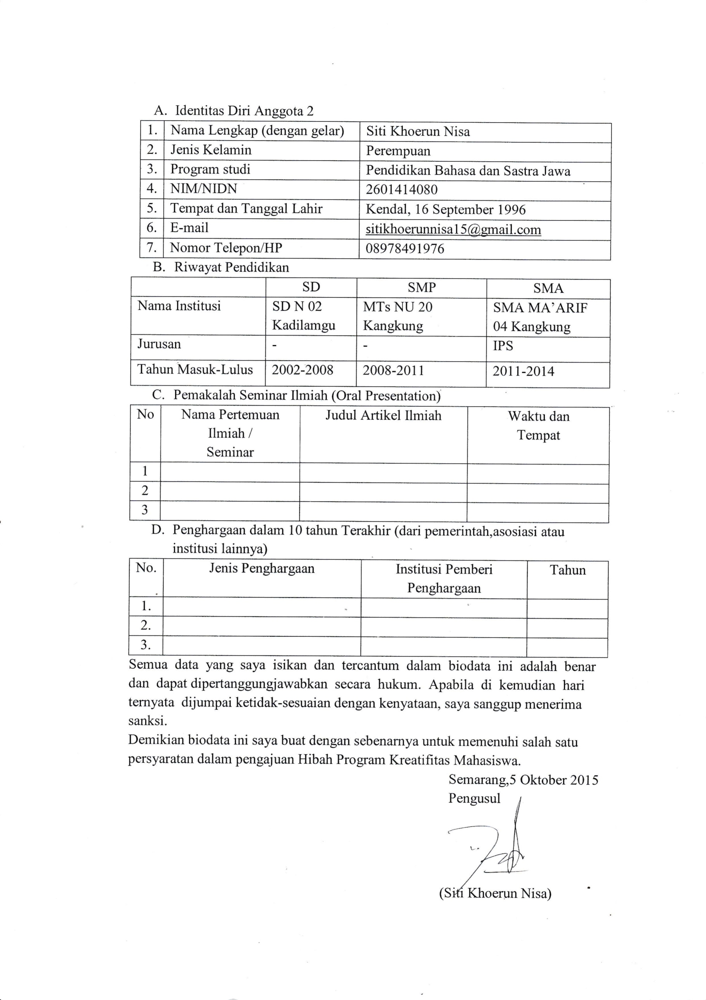 A. Identitas Diri Anggota 2
1. Nama Lengkap (dengan gelar) Siti Khoerun Nisa
2. Jenis Kelamin Perempuan
3. Program studi Pendidikan Bahasa dan Sastra Jawa
4. NIM/NIDN 2601414080
5. Tempat dan Tanggal Lahir Kendal, 16 September 1996
6. E-mail sitikhoerunnisa15@gmail.com
7. Nomor Telepon/HP 08978491976
B. Riwayat Pendidikan
SD SMP SMA
Nama Institusi SD N 02 MTs NU 20 SMA MA’ARIF
Kadilamgu Kangkung 04 Kangkung
Jurusan - - IPS
Tahun Masuk-Lulus 2002-2008 2008-2011 2011-2014
C. Pemakalah Seminar Ilmiah (Oral Presentation)
No Nama Pertemuan Judul Artikel Ilmiah Waktu dan
Ilmiah / Tempat
Seminar
1
2
3
D. Penghargaan dalam 10 tahun Terakhir (dari pemerintah,asosiasi atau
institusi lainnya)
No. Jenis Penghargaan Institusi Pemberi Tahun
Penghargaan
1.
2.
3.
Semua data yang saya isikan dan tercantum dalam biodata ini adalah benar
dan dapat dipertanggungjawabkan secara hukum. Apabila di kemudian hari
ternyata dijumpai ketidak-sesuaian dengan kenyataan, saya sanggup menerima
sanksi.
Demikian biodata ini saya buat dengan sebenarnya untuk memenuhi salah satu
persyaratan dalam pengajuan Hibah Program Kreatifitas Mahasiswa.
Semarang,5 Oktober 2015
Pengusul
(Siti Khoerun Nisa)